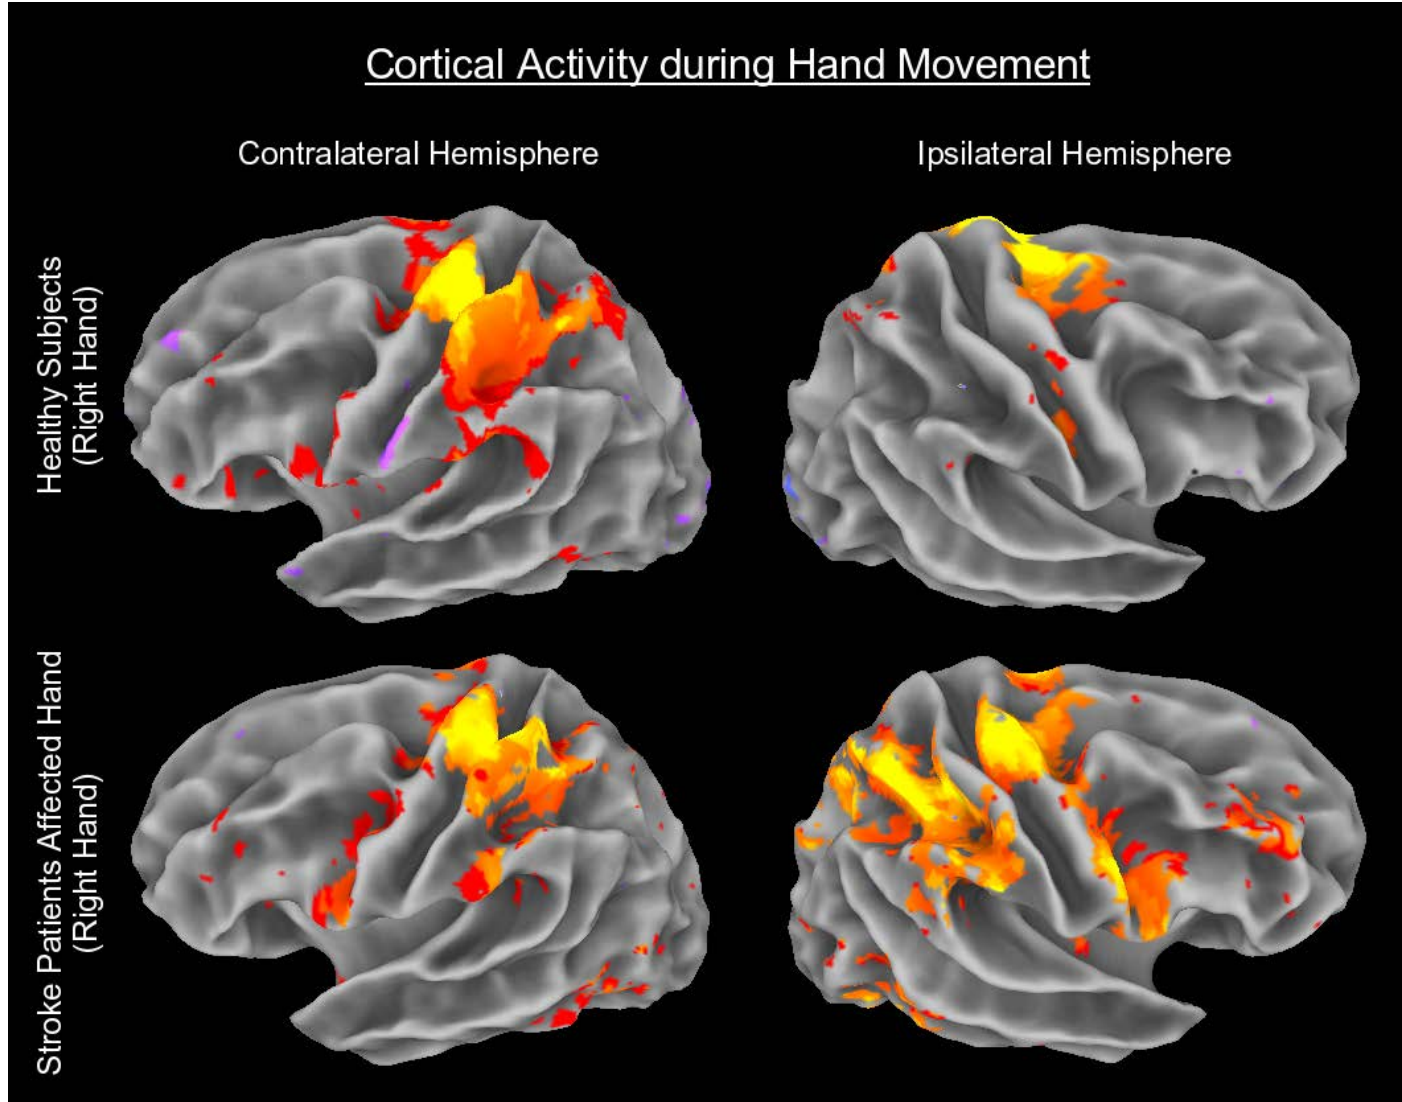 Cortical Activity during Hand Movement
Contralateral Hemisphere
Ipsilateral Hemisphere
Healthy Subjects
(Right Hand)
Stroke Patients Affected Hand
(Right Hand)